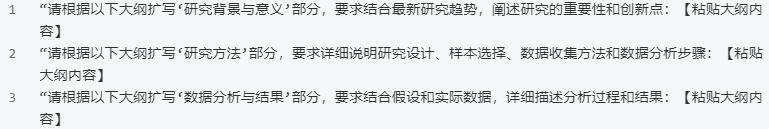 1 “请根据以下大纲扩写‘研究背景与意义’部分，要求结合最新研究趋势，阐述研究的重要性和创新点：【粘贴大纲内
容】
2 “请根据以下大纲扩写‘研究方法’部分，要求详细说明研究设计、样本选择、数据收集方法和数据分析步骤：【粘
贴大纲内容】
3 “请根据以下大纲扩写‘数据分析与结果’部分，要求结合假设和实际数据，详细描述分析过程和结果：【粘贴大纲内
容】